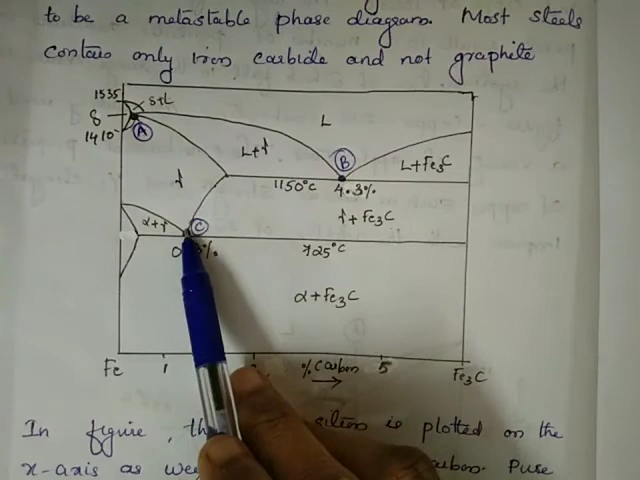 to be a metastable phase diagram. Most steels
contais only iron carbide and not graphite
1535
δ+L
δ
A
1410
L
L+γ
B
L+Fe3C
γ
1150°C 4.3%
γ+Fe3C
α+γ
C
725°C
α+Fe3C
Fe 1 % Carbon 5 Fe3C
In figure, is plotted on the
x-axis as Pure